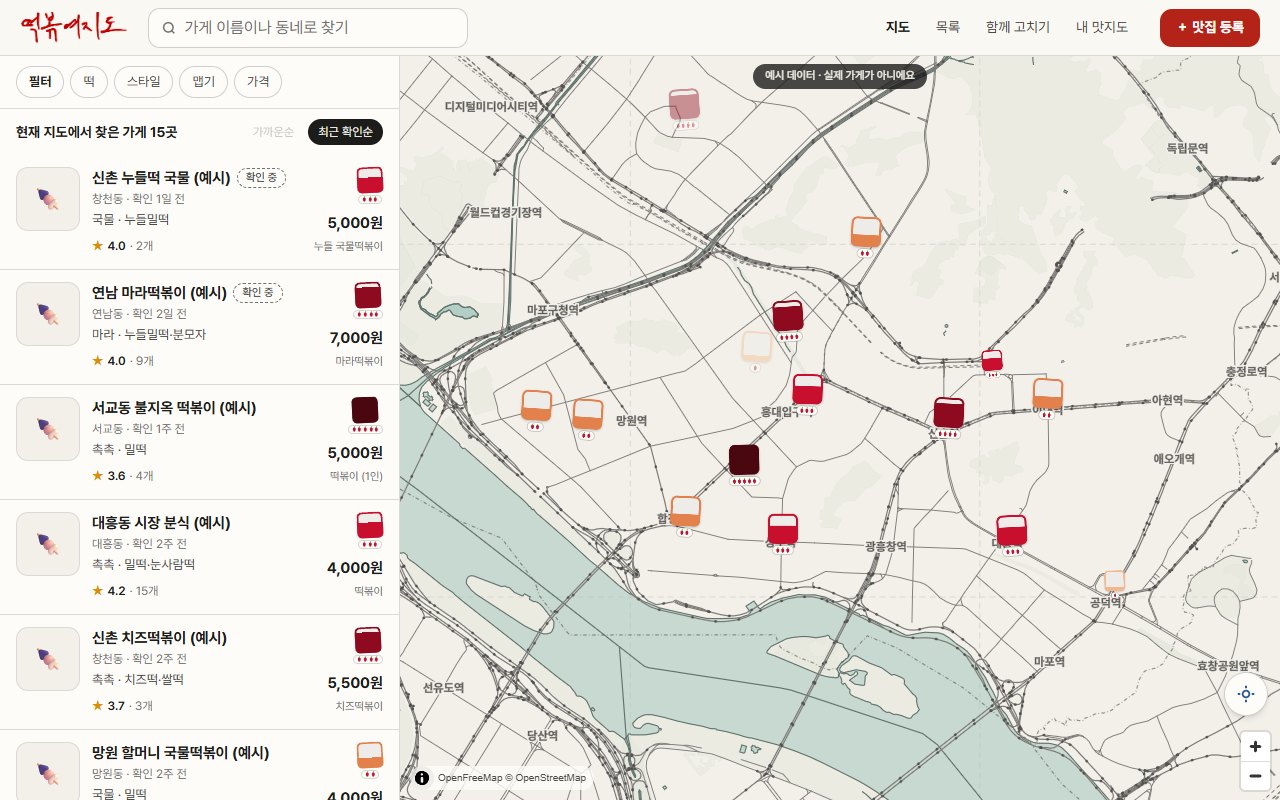 떡볶여지도
가게 이름이나 동네로 찾기
지도
목록
함께 고치기
내 맛지도
+ 맛집 등록
필터
떡
스타일
맵기
가격
현재 지도에서 찾은 가게 15곳
가까운순
최근 확인순
신촌 누들떡 국물 (예시)
확인 중
창천동 · 확인 1일 전
국물 · 누들밀떡
5,000원
★ 4.0 · 2개
누들 국물떡볶이
연남 마라떡볶이 (예시)
확인 중
연남동 · 확인 2일 전
마라 · 누들밀떡·분모자
7,000원
★ 4.0 · 9개
마라떡볶이
서교동 불지옥 떡볶이 (예시)
서교동 · 확인 1주 전
촉촉 · 밀떡
5,000원
★ 3.6 · 4개
떡볶이 (1인)
대흥동 시장 분식 (예시)
대흥동 · 확인 2주 전
촉촉 · 밀떡·눈사람떡
4,000원
★ 4.2 · 15개
떡볶이
신촌 치즈떡볶이 (예시)
창천동 · 확인 2주 전
촉촉 · 치즈떡·쌀떡
5,500원
★ 3.7 · 3개
치즈떡볶이
망원 할머니 국물떡볶이 (예시)
망원동 · 확인 2주 전
국물 · 밀떡
4,000원
예시 데이터 · 실제 가게가 아니에요
디지털미디어시티역
독립문역
월드컵경기장역
마포구청역
충정로역
아현역
홍대입구
망원역
애오개역
광흥창역
공덕역
마포역
효창공원앞역
선유도역
당산역
OpenFreeMap © OpenStreetMap
+
−